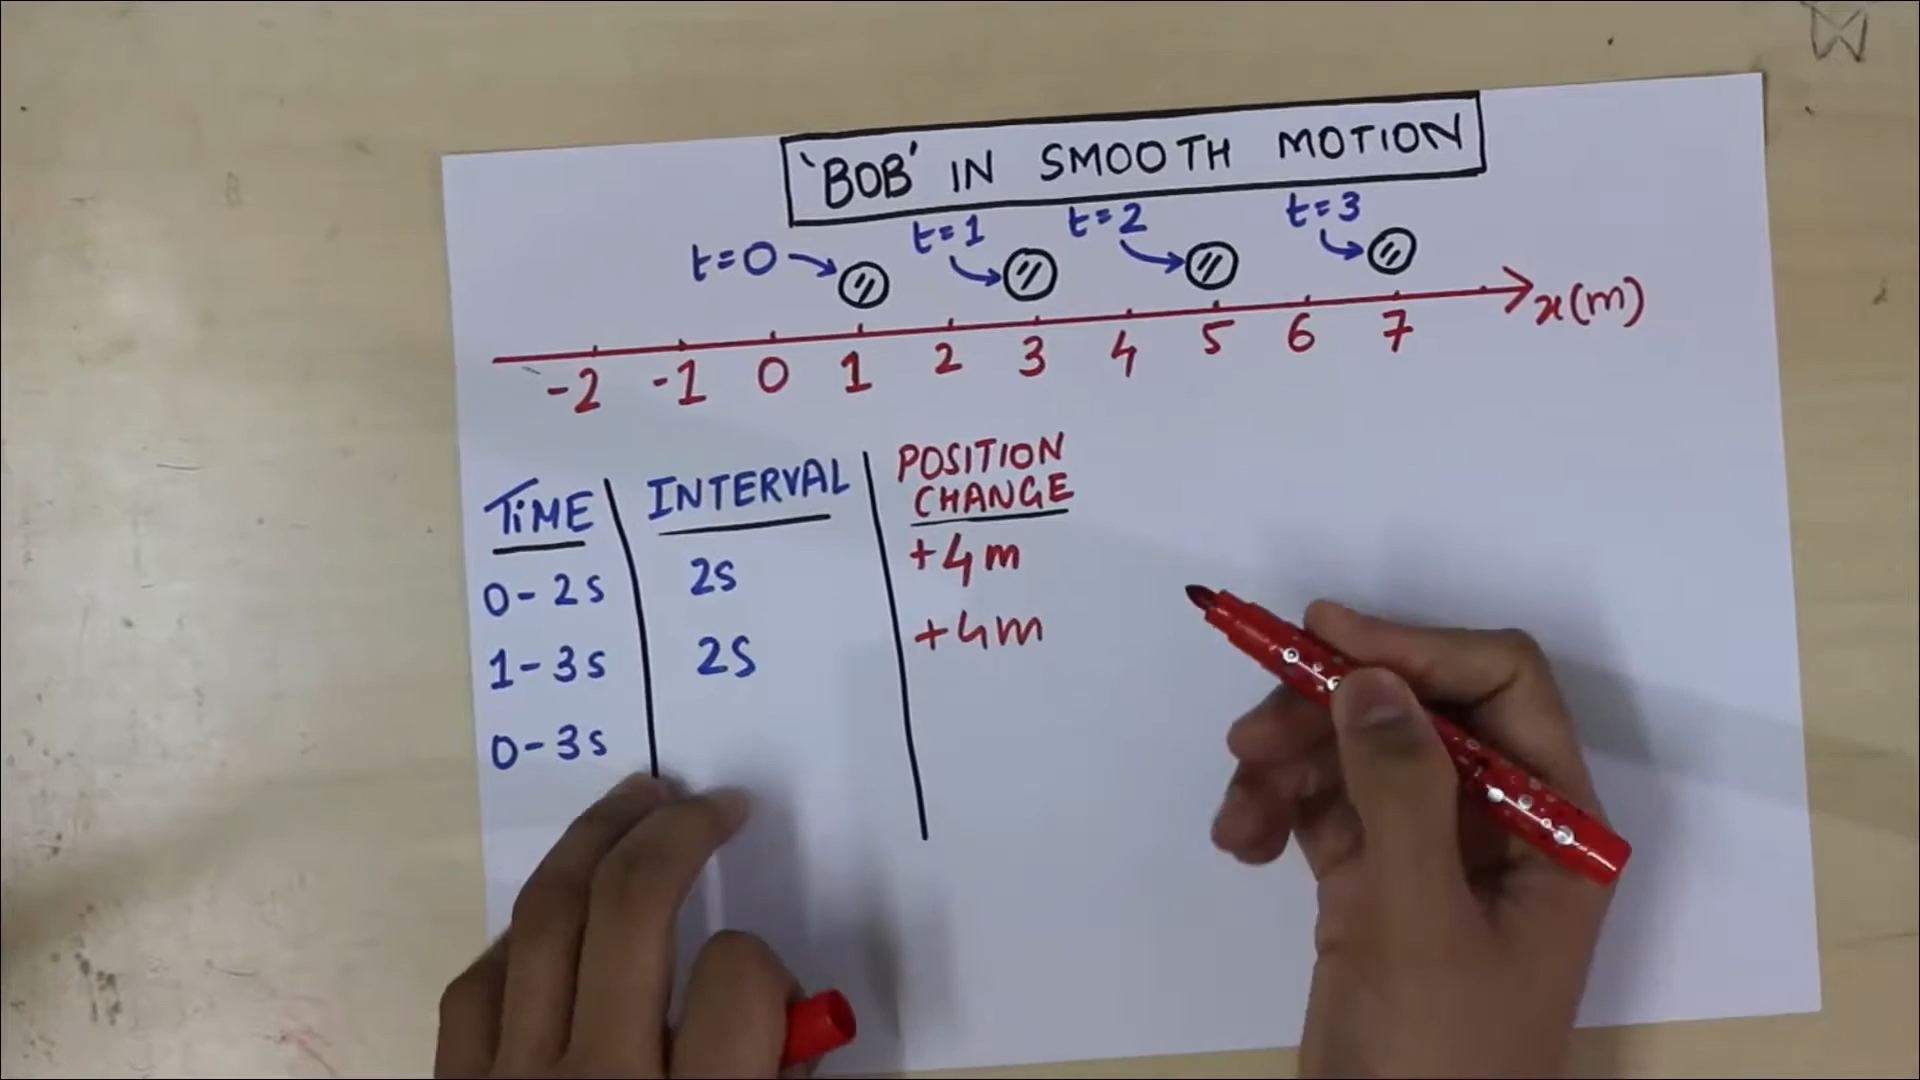 'BOB' IN SMOOTH MOTION
t=0 t=1 t=2 t=3
-2 -1 0 1 2 3 4 5 6 7 x(m)
TiME INTERVAL POSITION CHANGE
0-2s 2s +4m
1-3s 2s +4m
0-3s